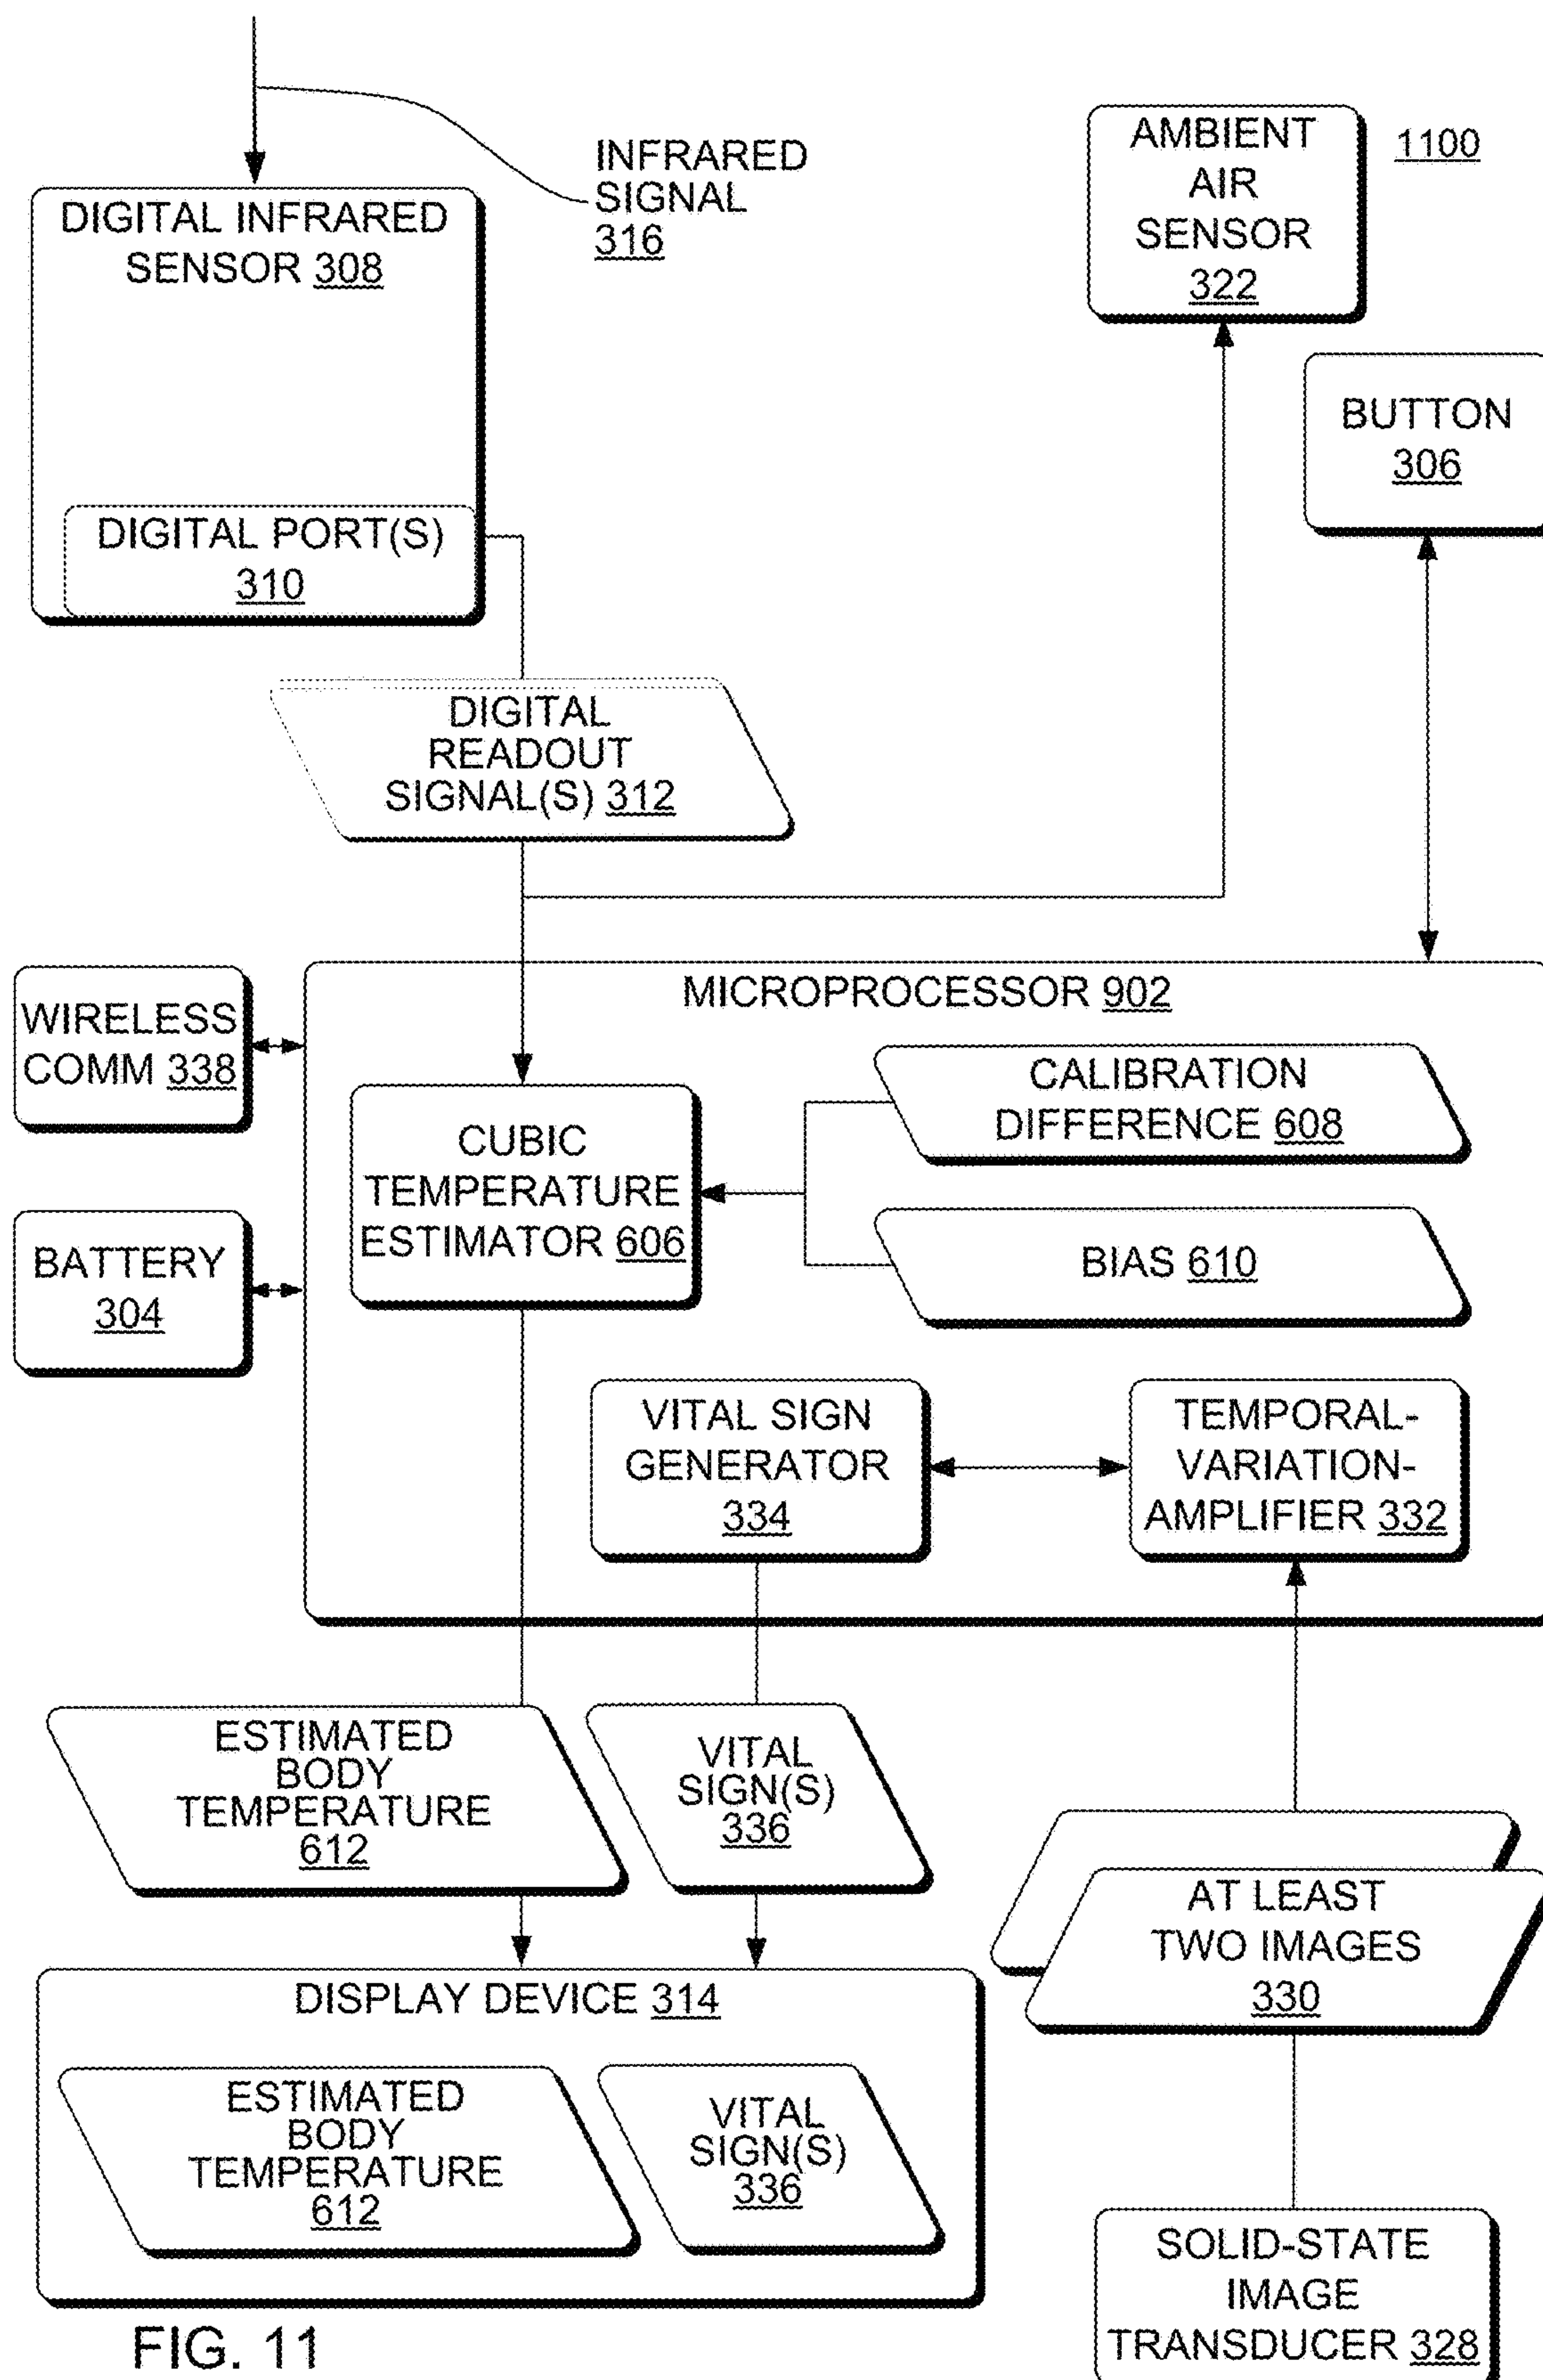 INFRARED
SIGNAL
316
AMBIENT
AIR
SENSOR
322
1100
DIGITAL INFRARED
SENSOR 308
BUTTON
306
DIGITAL PORT(S)
310
DIGITAL
READOUT
SIGNAL(S) 312
MICROPROCESSOR 902
WIRELESS
COMM 338
CALIBRATION
DIFFERENCE 608
CUBIC
TEMPERATURE
ESTIMATOR 606
BATTERY
304
BIAS 610
VITAL SIGN
GENERATOR
334
TEMPORAL-
VARIATION-
AMPLIFIER 332
ESTIMATED
BODY
TEMPERATURE
612
VITAL
SIGN(S)
336
AT LEAST
TWO IMAGES
330
DISPLAY DEVICE 314
ESTIMATED
BODY
TEMPERATURE
612
VITAL
SIGN(S)
336
SOLID-STATE
IMAGE
TRANSDUCER 328
FIG. 11